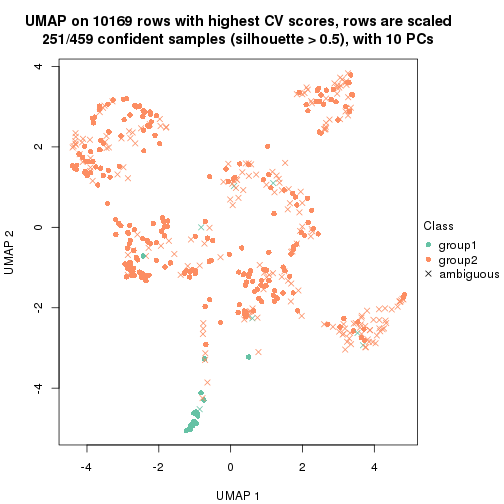 UMAP on 10169 rows with highest CV scores, rows are scaled
251/459 confident samples (silhouette > 0.5), with 10 PCs
4
2
0
-2
-4
UMAP 2
-4
-2
0
2
4
UMAP 1
Class
group1
group2
ambiguous